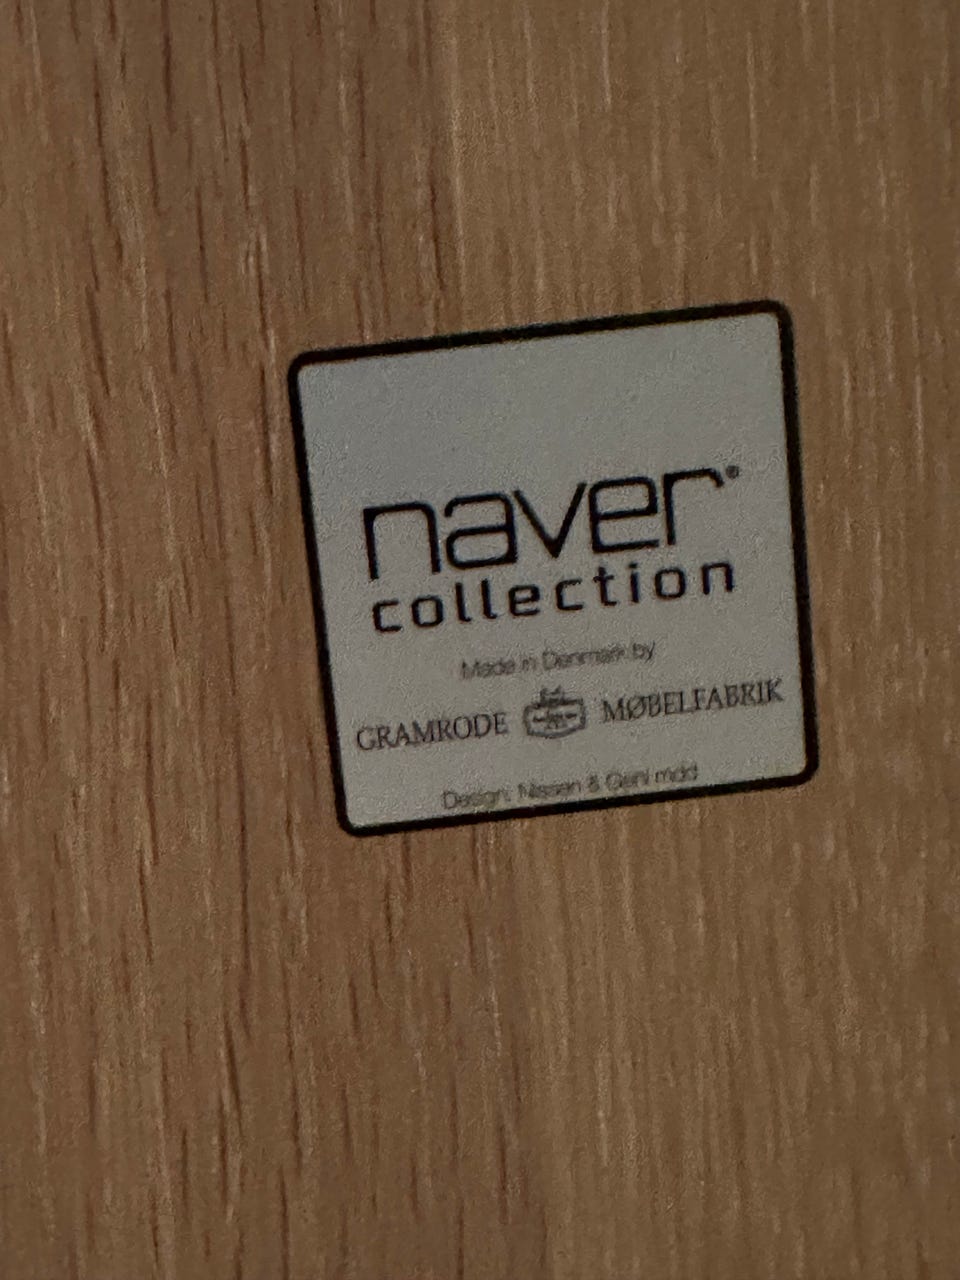 naver®
collection
Made in Denmark by
GRAMRODE MØBELFABRIK
Design: Nissen & Gehl mdd